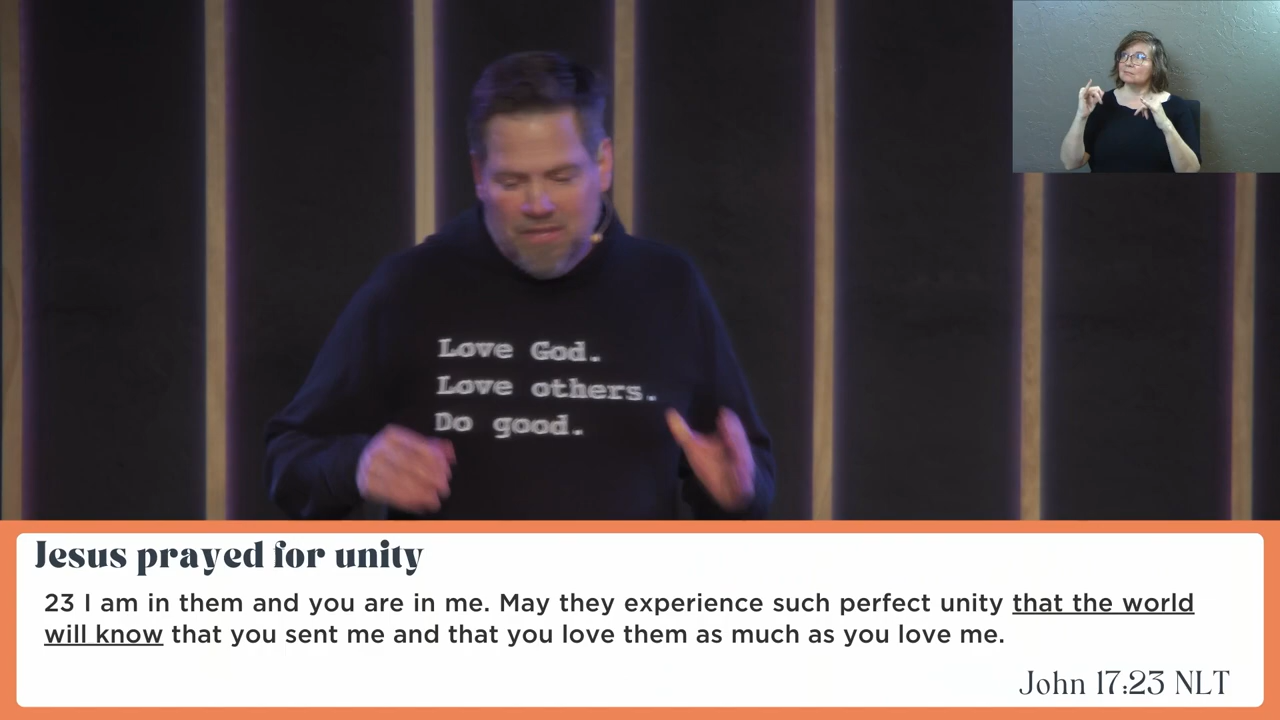 Love God.
Love others.
Do good.
Jesus prayed for unity
23 I am in them and you are in me. May they experience such perfect unity that the world
will know that you sent me and that you love them as much as you love me.
John 17:23 NLT